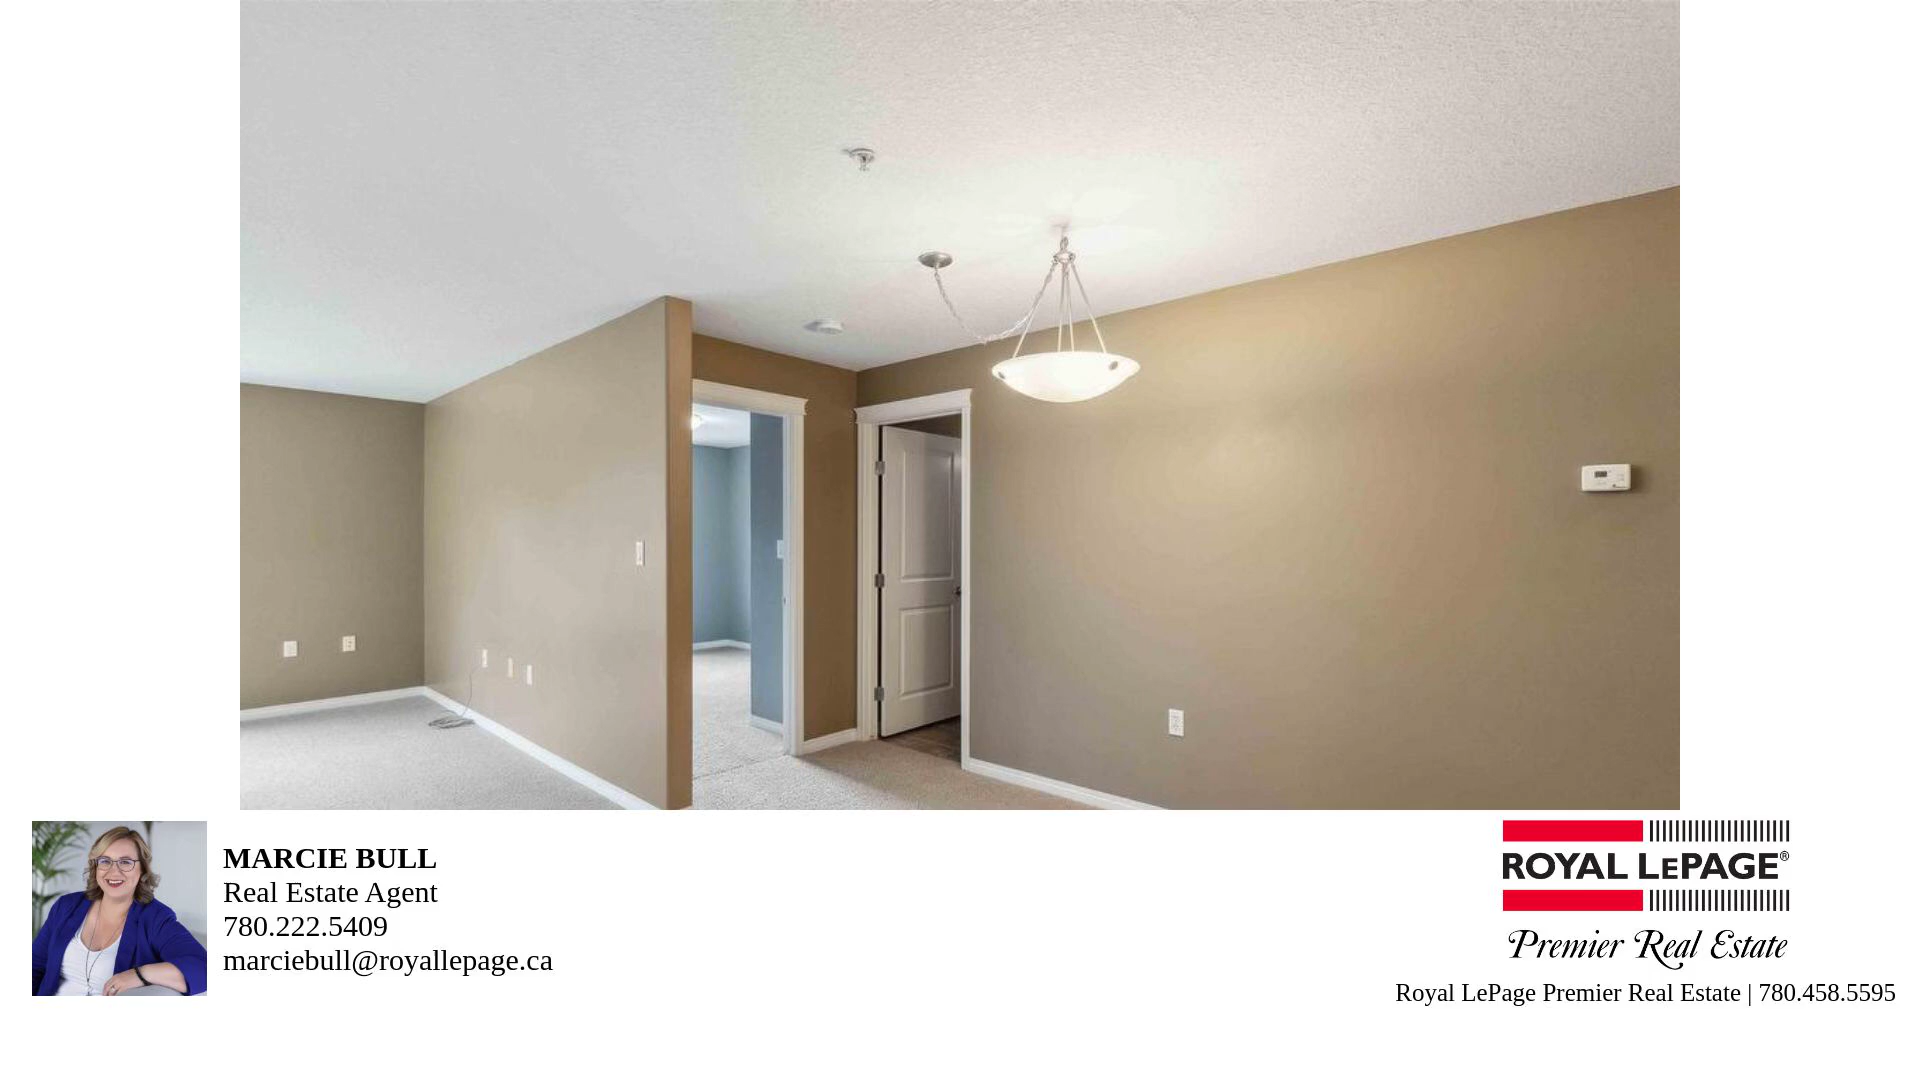 MARCIE BULL
Real Estate Agent
780.222.5409
marciebull@royallepage.ca
ROYAL LEPAGE®
Premier Real Estate
Royal LePage Premier Real Estate | 780.458.5595